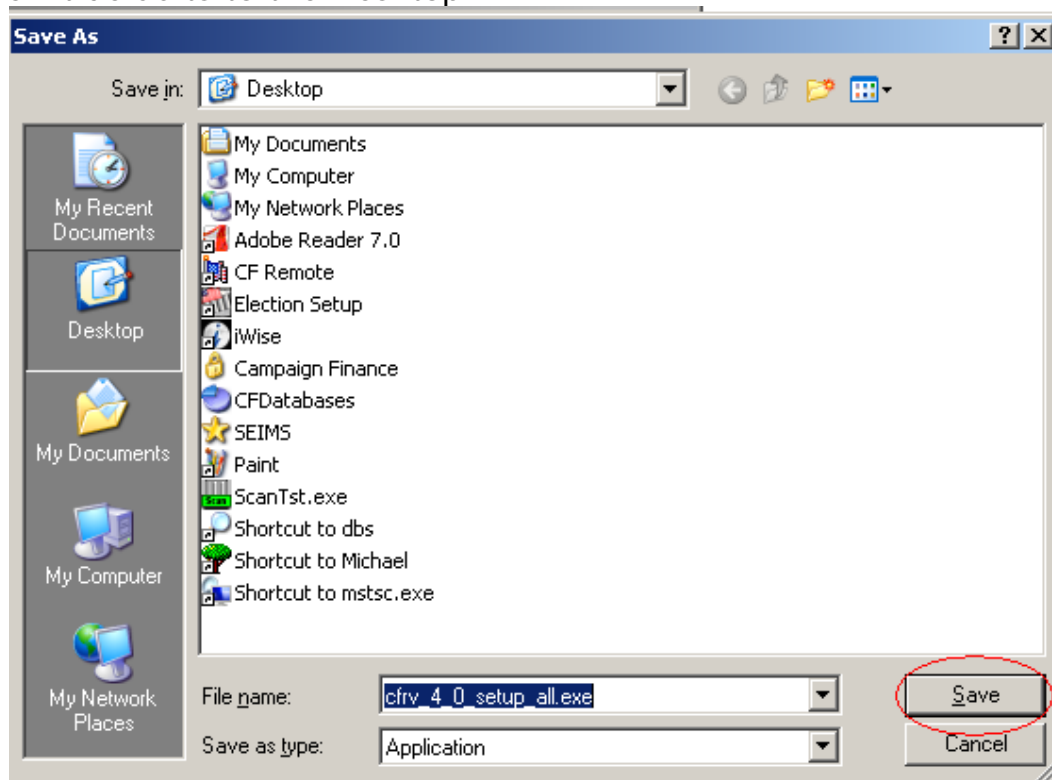 Save As
Save in:
Desktop
My Documents
My Computer
My Network Places
Adobe Reader 7.0
CF Remote
Election Setup
iWise
Campaign Finance
CFDatabases
SEIMS
Paint
ScanTst.exe
Shortcut to dbs
Shortcut to Michael
Shortcut to mstsc.exe
My Recent
Documents
Desktop
My Documents
My Computer
My Network
Places
File name:
cfrv_4_0_setup_all.exe
Save
Save as type:
Application
Cancel